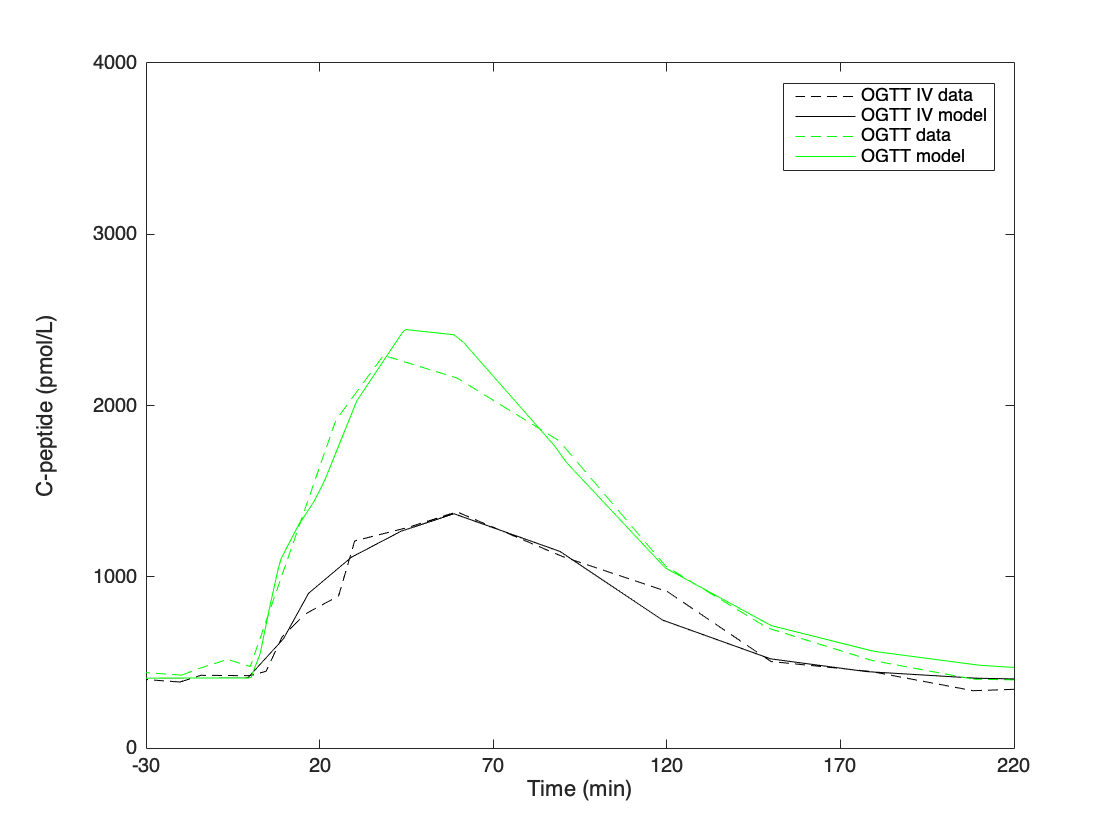 4000
3000
2000
1000
0
C-peptide (pmol/L)
-30
20
70
120
170
220
Time (min)
OGTT IV data
OGTT IV model
OGTT data
OGTT model